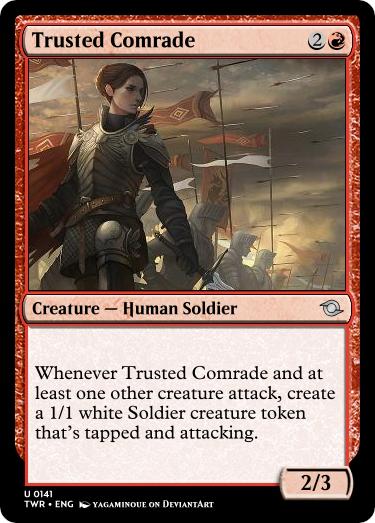 Trusted Comrade 2
Creature — Human Soldier
Whenever Trusted Comrade and at
least one other creature attack, create
a 1/1 white Soldier creature token
that's tapped and attacking.
2/3
U 0141
TWR • ENG YAGAMINOUE ON DEVIANTART